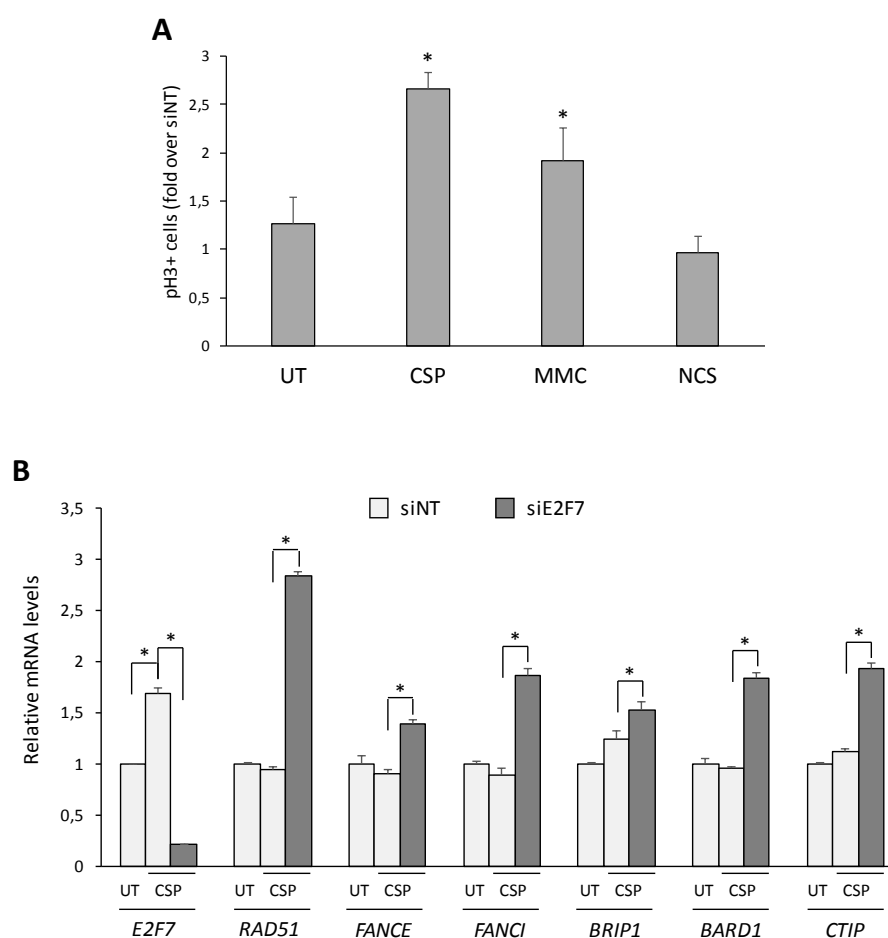 A
pH3+ cells (fold over siNT)
3
2,5
2
1,5
1
0,5
0
*
*
UT CSP MMC NCS
B
Relative mRNA levels
3,5
3
2,5
2
1,5
1
0,5
0
siNT siE2F7
* * * * * * * *
UT CSP UT CSP UT CSP UT CSP UT CSP UT CSP UT CSP
E2F7 RAD51 FANCE FANCI BRIP1 BARD1 CTIP